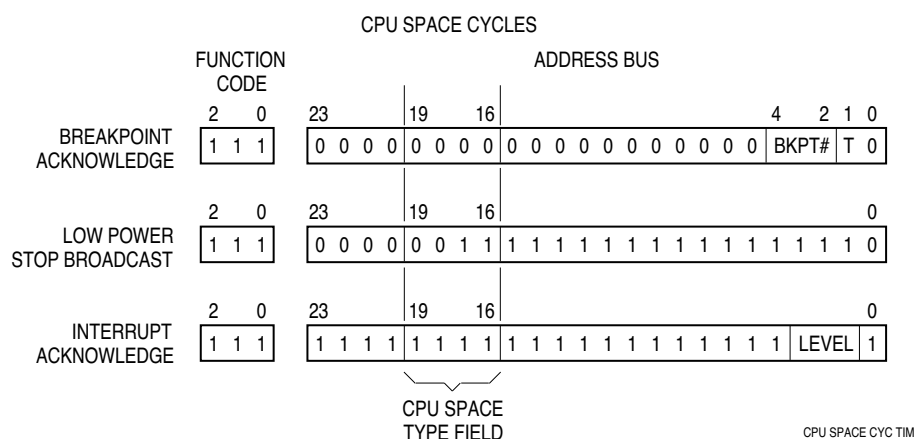 CPU SPACE CYCLES
FUNCTION
CODE
ADDRESS BUS
2 0 23 19 16 4 2 1 0
BREAKPOINT
ACKNOWLEDGE
1 1 1 0 0 0 0 0 0 0 0 0 0 0 0 0 0 0 0 0 0 0 BKPT# T 0
2 0 23 19 16 0
LOW POWER
STOP BROADCAST
1 1 1 0 0 0 0 0 0 1 1 1 1 1 1 1 1 1 1 1 1 1 1 1 1 1 0
2 0 23 19 16 0
INTERRUPT
ACKNOWLEDGE
1 1 1 1 1 1 1 1 1 1 1 1 1 1 1 1 1 1 1 1 1 1 1 LEVEL 1
CPU SPACE
TYPE FIELD
CPU SPACE CYC TIM